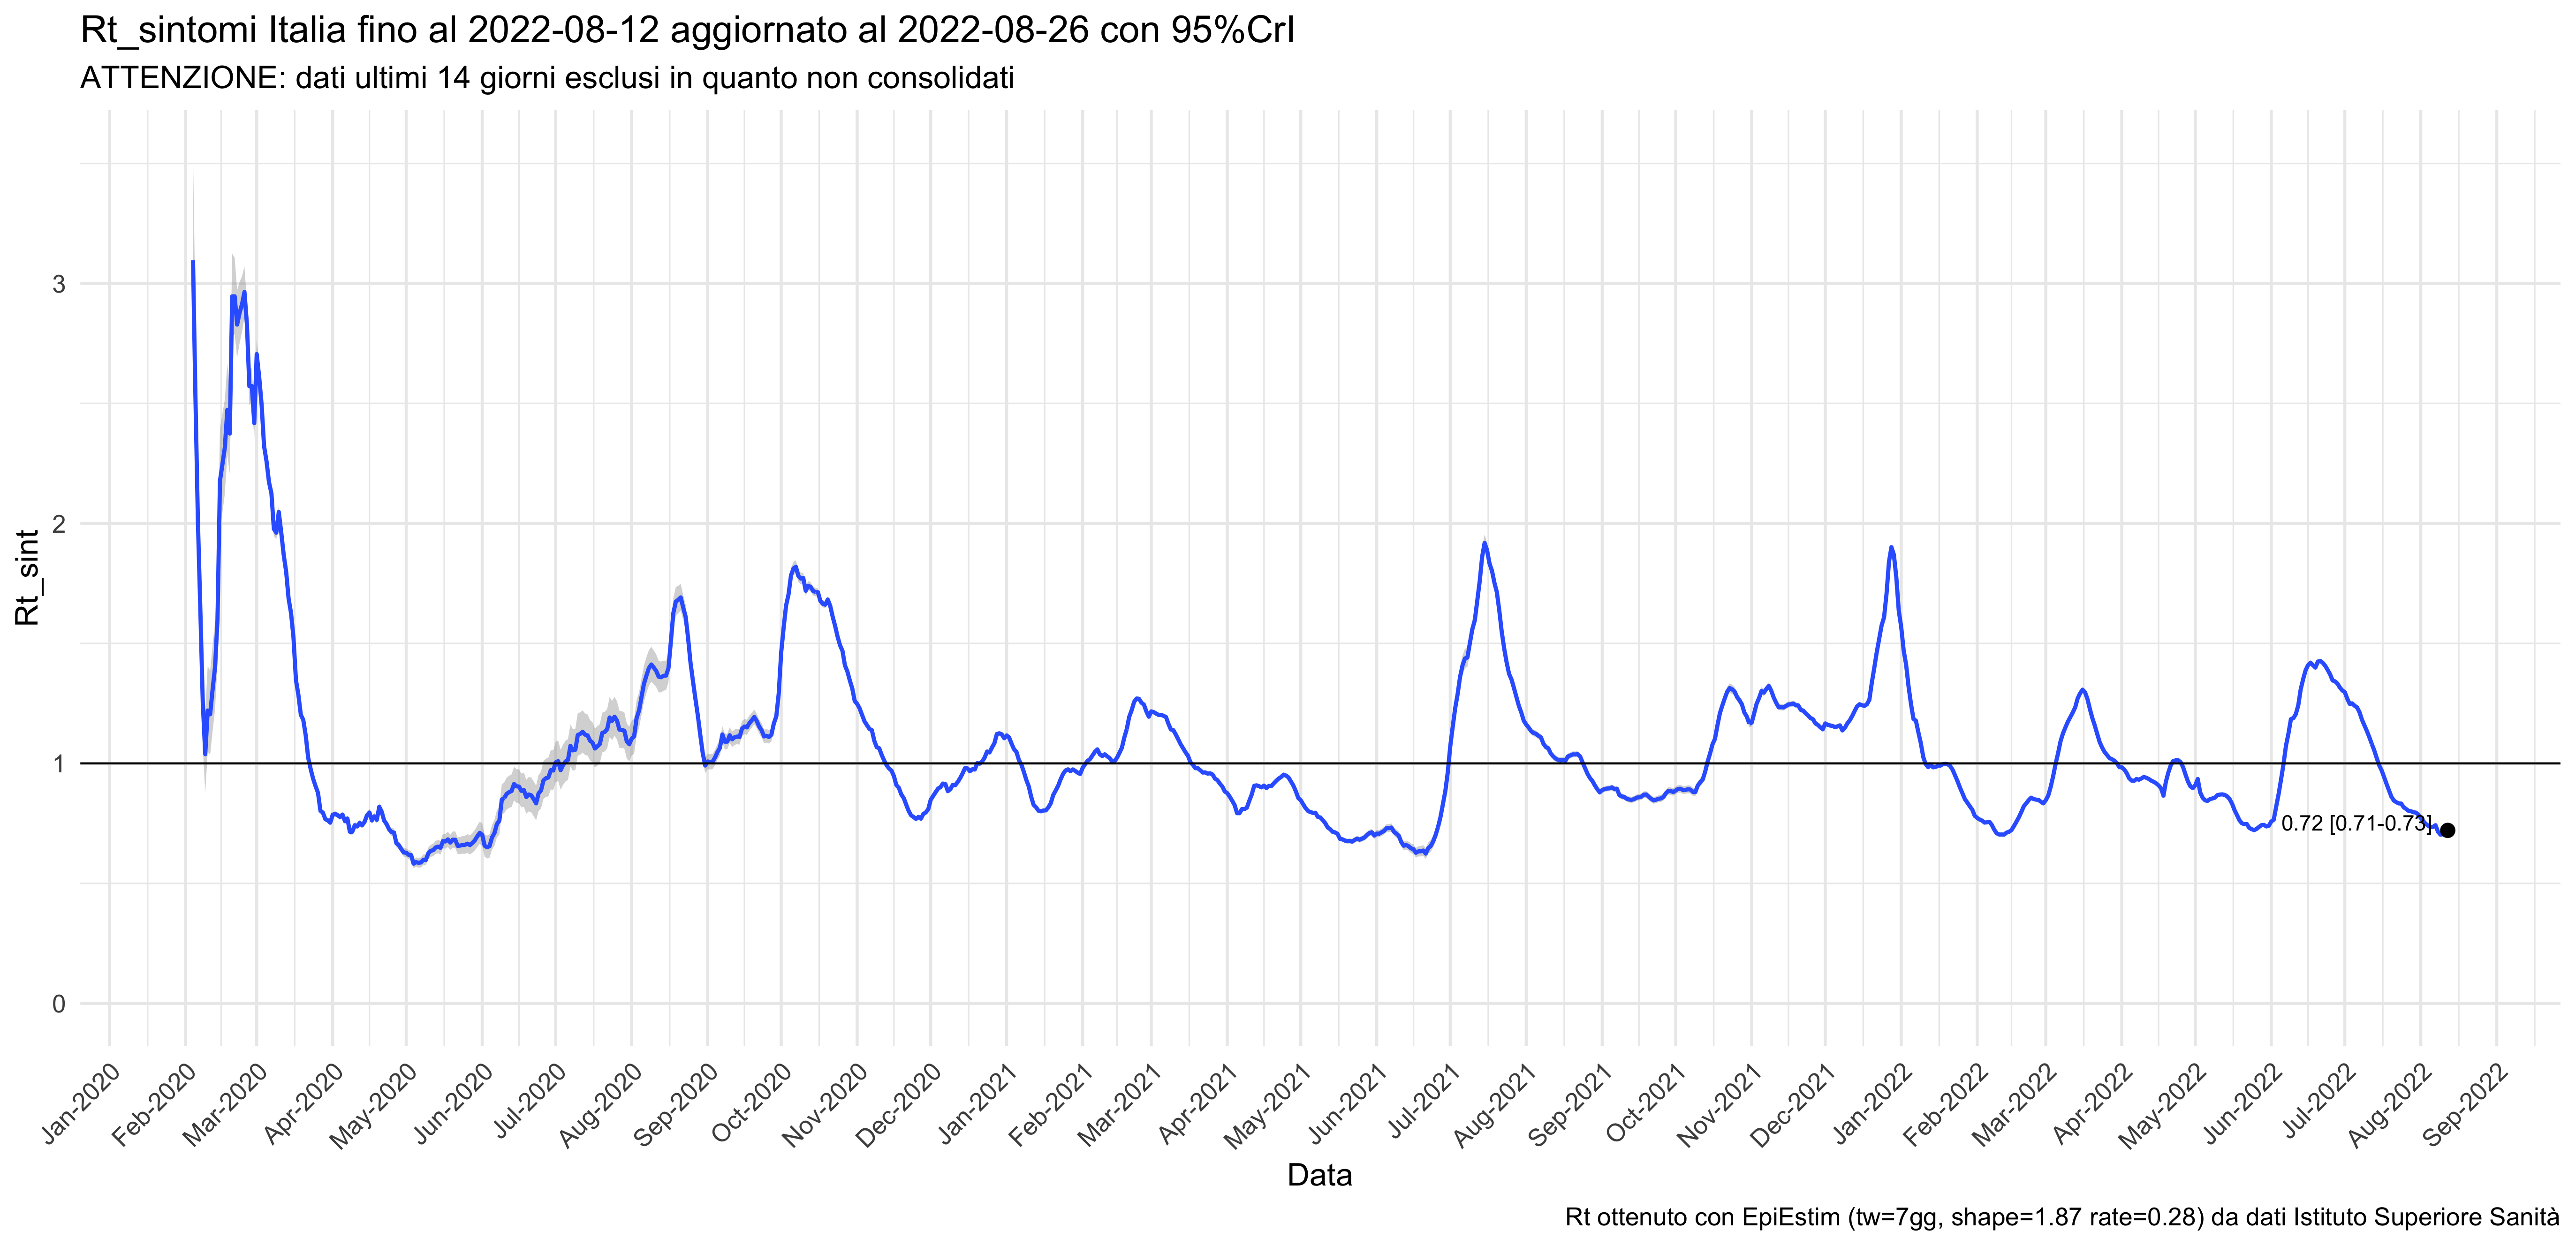 Rt_sintomi Italia fino al 2022-08-12 aggiornato al 2022-08-26 con 95%CrI
ATTENZIONE: dati ultimi 14 giorni esclusi in quanto non consolidati
Rt_sint
3
2
1
0
0.72 [0.71-0.73]
Jan-2020
Feb-2020
Mar-2020
Apr-2020
May-2020
Jun-2020
Jul-2020
Aug-2020
Sep-2020
Oct-2020
Nov-2020
Dec-2020
Jan-2021
Feb-2021
Mar-2021
Apr-2021
May-2021
Jun-2021
Jul-2021
Aug-2021
Sep-2021
Oct-2021
Nov-2021
Dec-2021
Jan-2022
Feb-2022
Mar-2022
Apr-2022
May-2022
Jun-2022
Jul-2022
Aug-2022
Sep-2022
Data
Rt ottenuto con EpiEstim (tw=7gg, shape=1.87 rate=0.28) da dati Istituto Superiore Sanità